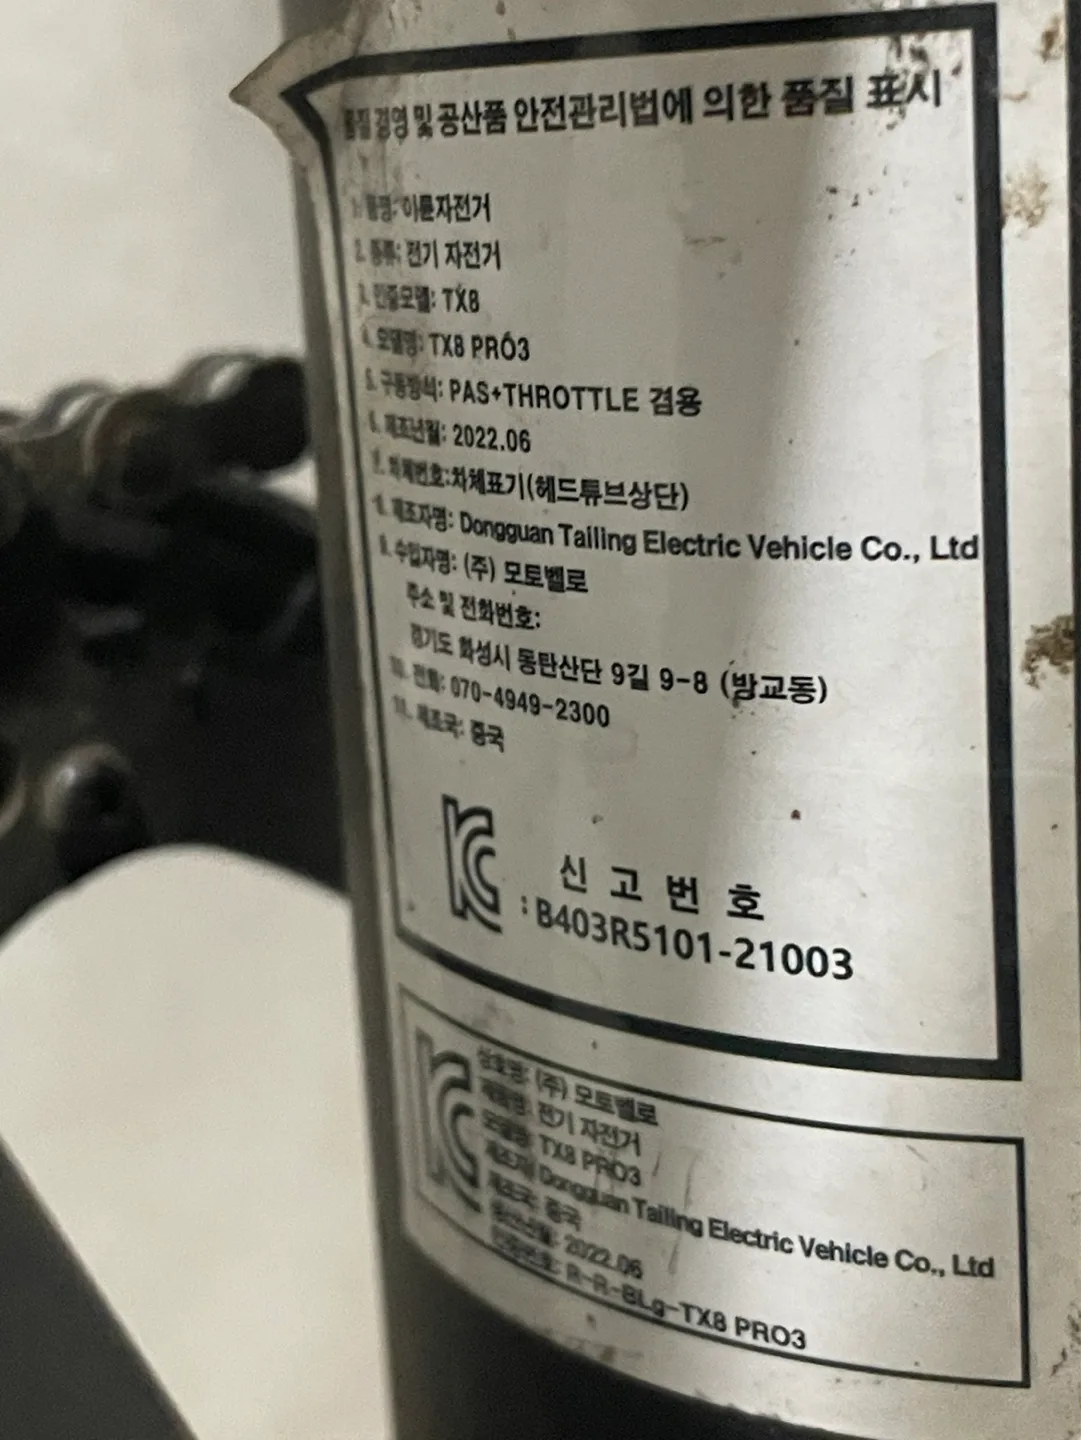 품질 경영 및 공산품 안전관리법에 의한 품질 표시
1. 품명: 이륜자전거
2. 종류: 전기 자전거
3. 인증모델: TX8
4. 모델명: TX8 PRO3
5. 구동방식: PAS+THROTTLE 겸용
6. 제조년월: 2022.06
7. 차체번호:차체표기(헤드튜브상단)
8. 제조자명: Dongguan Tailing Electric Vehicle Co., Ltd
9. 수입자명: (주) 모토벨로
주소 및 전화번호:
경기도 화성시 동탄산단 9길 9-8 (방교동)
10. 전화: 070-4949-2300
11. 제조국: 중국
KC
신 고 번 호
: B403R5101-21003
KC
상호명: (주) 모토벨로
제품명: 전기 자전거
모델명: TX8 PRO3
제조자: Dongguan Tailing Electric Vehicle Co., Ltd
제조국: 중국
2022.06
인증번호: R-R-BLg-TX8 PRO3